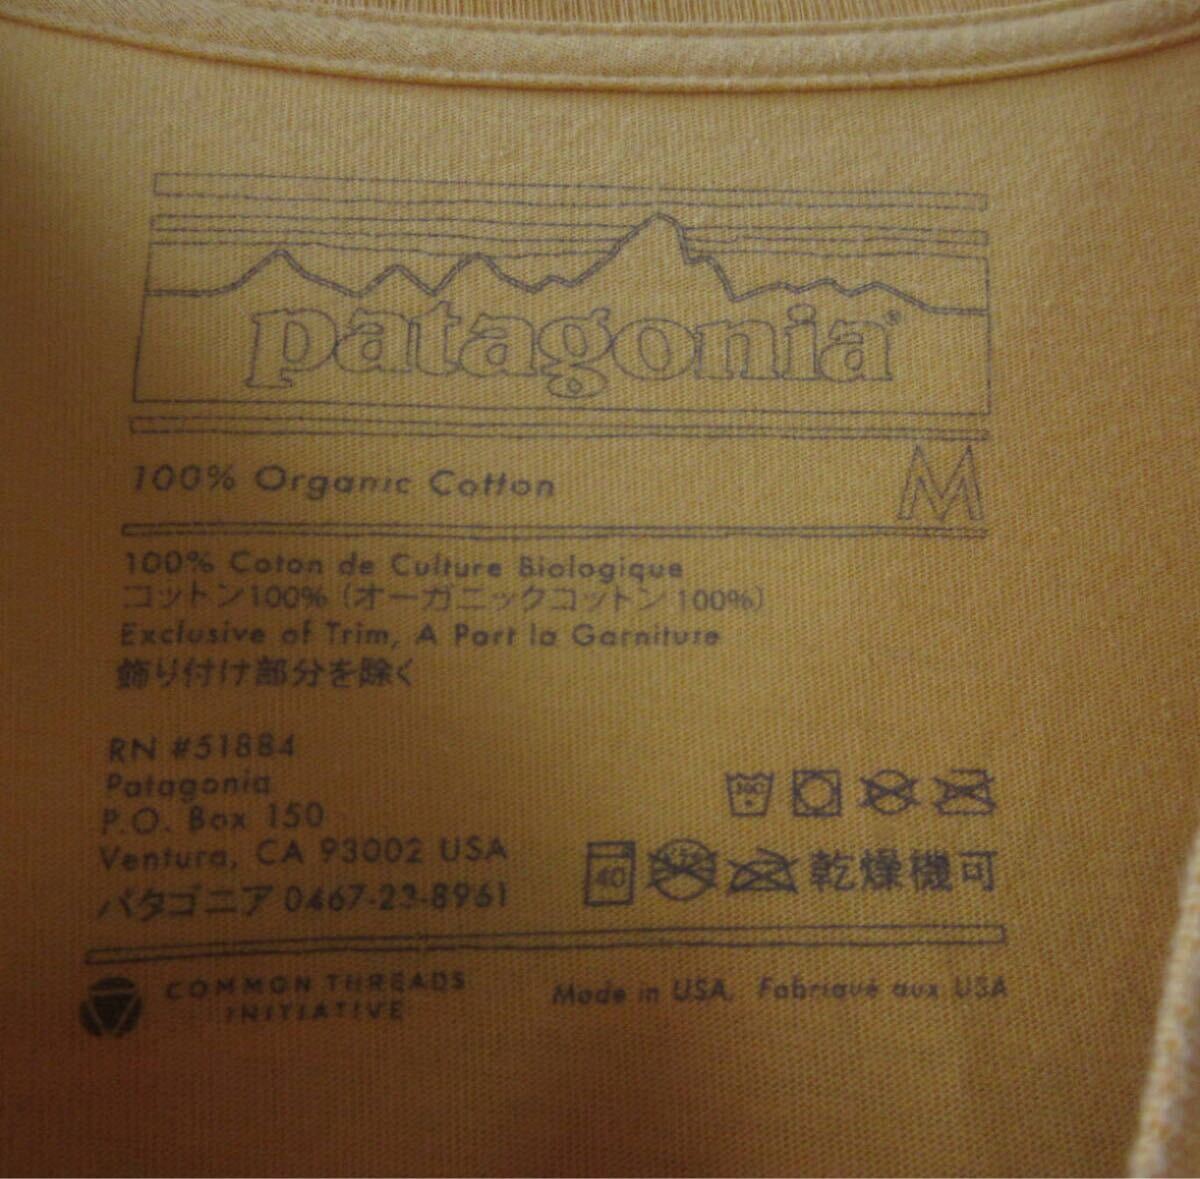 patagonia®
100% Organic Cotton M
100% Coton de Culture Biologique
コットン100% (オーガニックコットン 100%)
Exclusive of Trim, A Part la Garniture
飾り付け部分を除く
RN #51884
Patagonia
P.O. Box 150
Ventura, CA 93002 USA
パタゴニア 0467-23-8961
40 乾燥機可
COMMON THREADS
INITIATIVE
Made in USA, Fabriqué aux USA